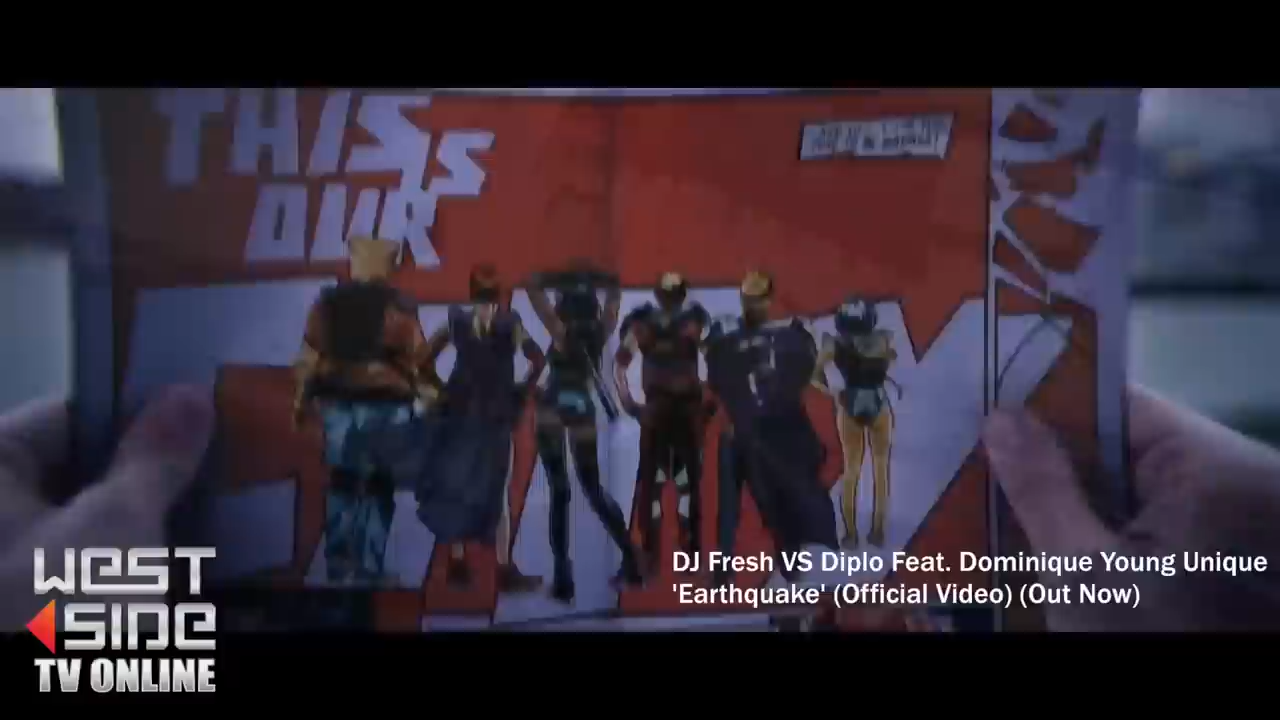 THIS
IS
OUR
DJ Fresh VS Diplo Feat. Dominique Young Unique
'Earthquake' (Official Video) (Out Now)
WEST
SIDE
TV ONLINE